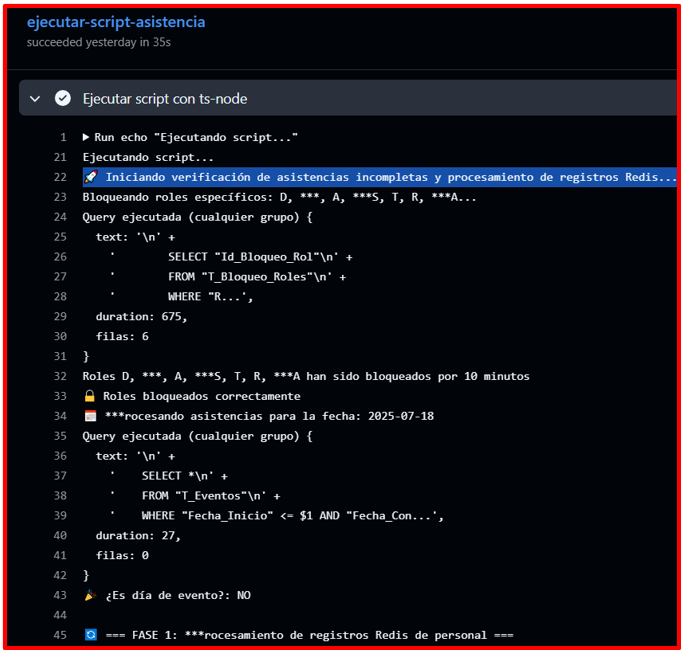 ejecutar-script-asistencia
succeeded yesterday in 35s
Ejecutar script con ts-node
1 ▶ Run echo "Ejecutando script..."
21 Ejecutando script...
22 🚀 Iniciando verificación de asistencias incompletas y procesamiento de registros Redis...
23 Bloqueando roles específicos: D, ***, A, ***S, T, R, ***A...
24 Query ejecutada (cualquier grupo) {
25   text: '\n' +
26     '        SELECT "Id_Bloqueo_Rol"\n' +
27     '        FROM "T_Bloqueo_Roles"\n' +
28     '        WHERE "R...',
29   duration: 675,
30   filas: 6
31 }
32 Roles D, ***, A, ***S, T, R, ***A han sido bloqueados por 10 minutos
33 🔒 Roles bloqueados correctamente
34 📅 ***rocesando asistencias para la fecha: 2025-07-18
35 Query ejecutada (cualquier grupo) {
36   text: '\n' +
37     '    SELECT *\n' +
38     '    FROM "T_Eventos"\n' +
39     '    WHERE "Fecha_Inicio" <= $1 AND "Fecha_Con...',
40   duration: 27,
41   filas: 0
42 }
43 🎉 ¿Es día de evento?: NO
44
45 🔄 === FASE 1: ***rocesamiento de registros Redis de personal ===